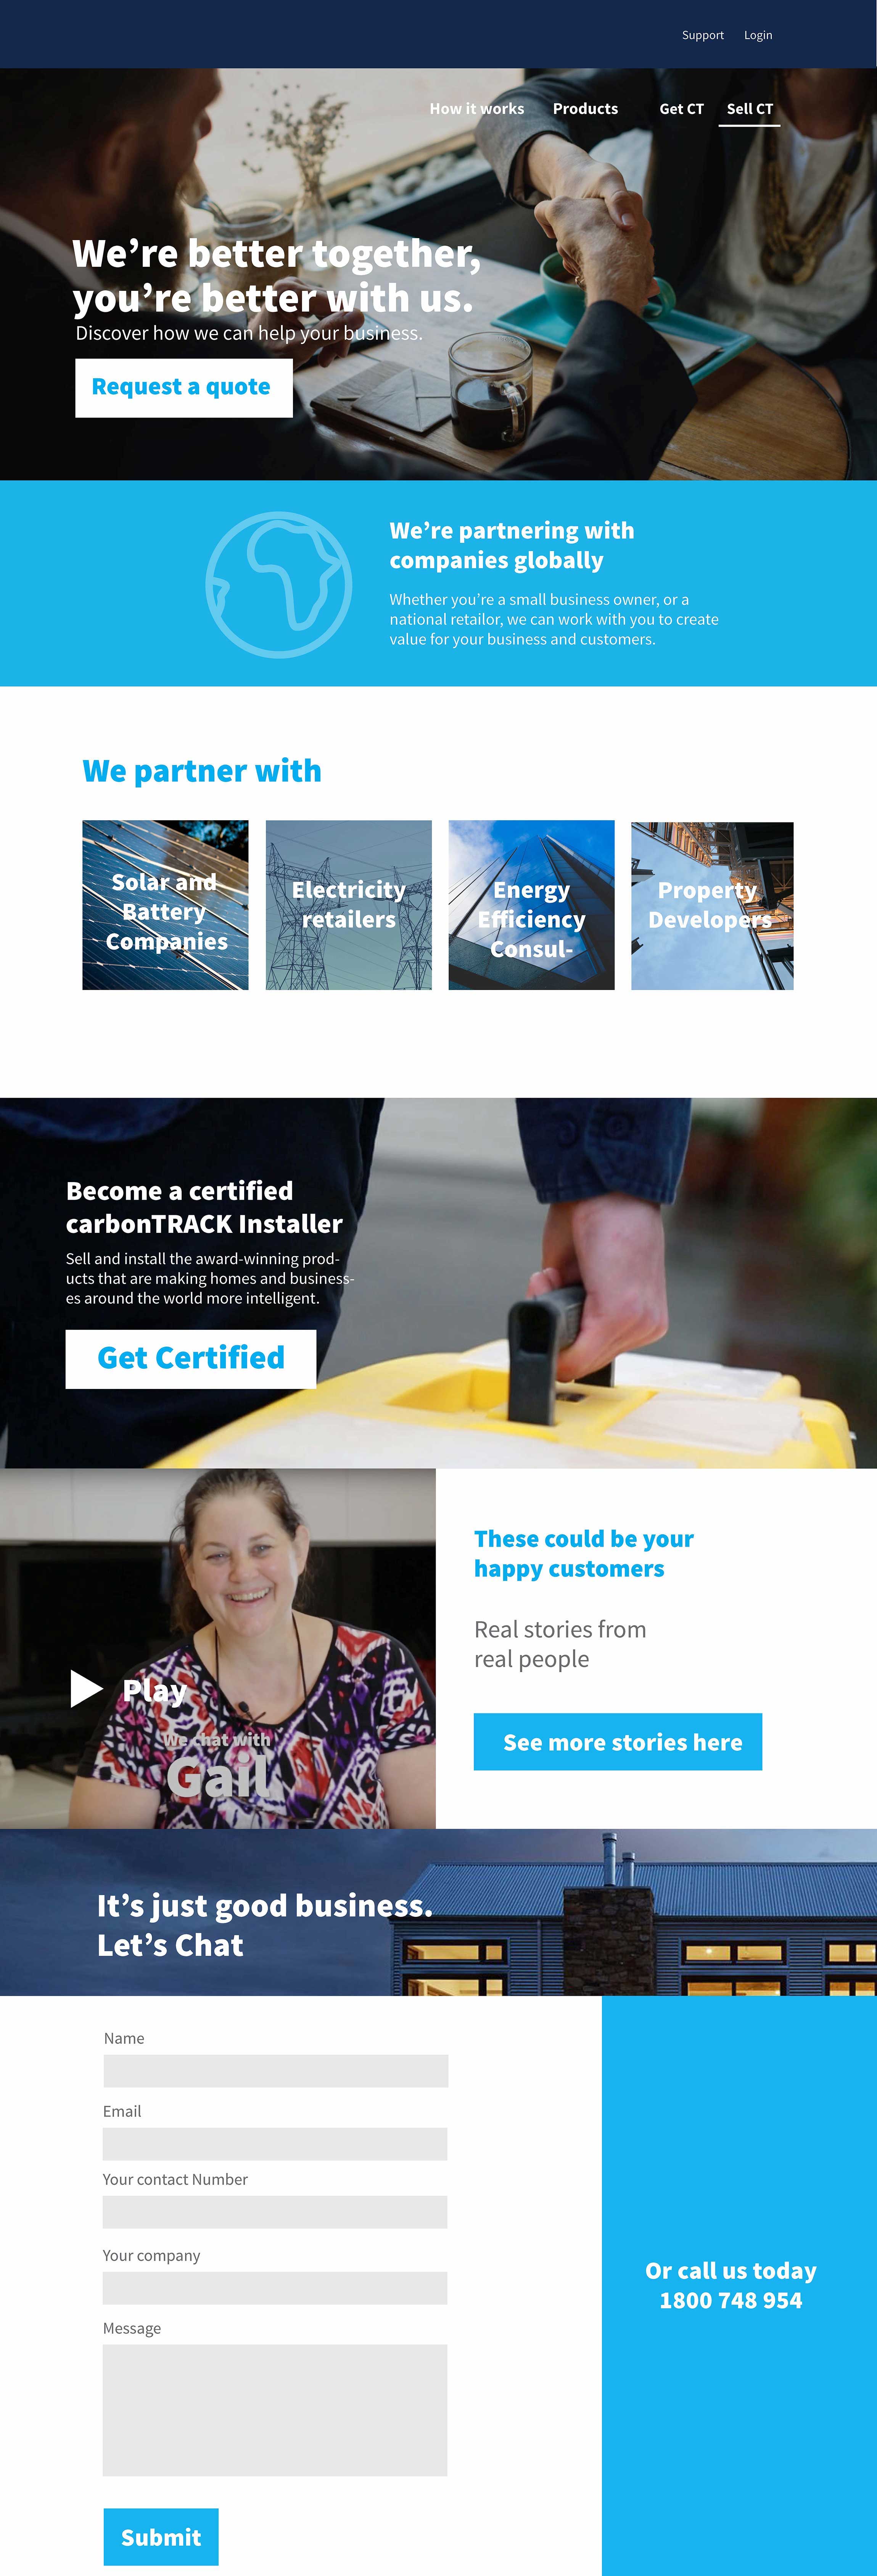 Support Login
How it works Products Get CT Sell CT
We’re better together,
you’re better with us.
Discover how we can help your business.
Request a quote
We’re partnering with
companies globally
Whether you’re a small business owner, or a
national retailor, we can work with you to create
value for your business and customers.
We partner with
Solar and
Battery
Companies
Electricity
retailers
Energy
Efficiency
Consul-
Property
Developers
Become a certified
carbonTRACK Installer
Sell and install the award-winning prod-
ucts that are making homes and business-
es around the world more intelligent.
Get Certified
Play
We chat with
Gail
These could be your
happy customers
Real stories from
real people
See more stories here
It’s just good business.
Let’s Chat
Name
Email
Your contact Number
Your company
Message
Submit
Or call us today
1800 748 954